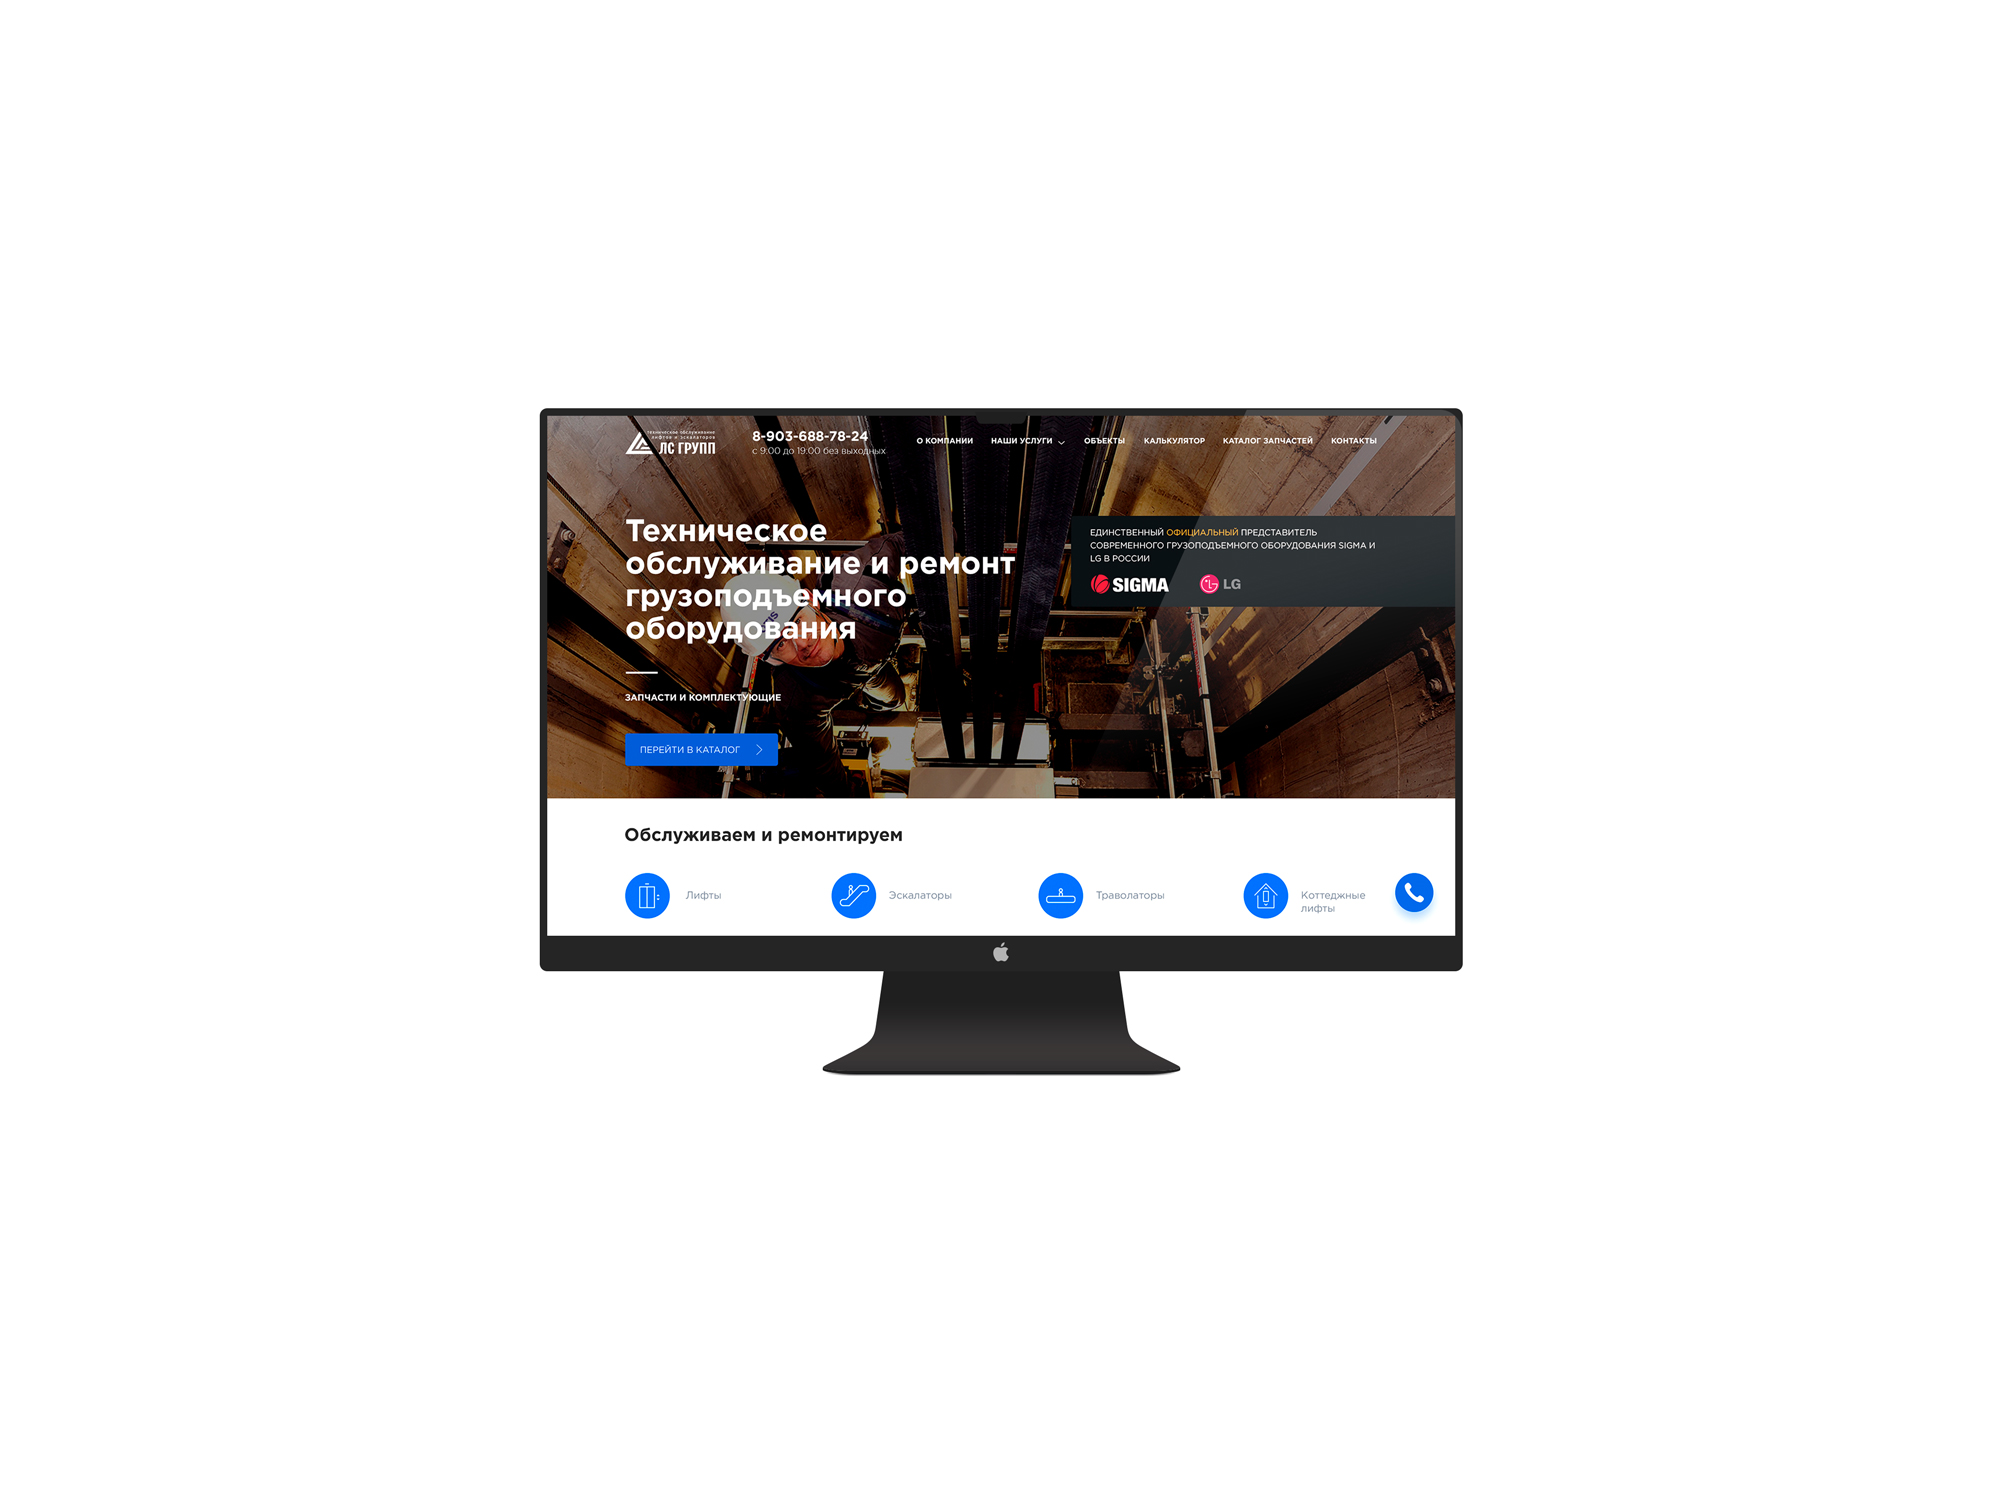 техническое обслуживание
лифтов и эскалаторов
ЛС ГРУПП
8-903-688-78-24
с 9:00 до 19:00 без выходных
О КОМПАНИИ
НАШИ УСЛУГИ
ОБЪЕКТЫ
КАЛЬКУЛЯТОР
КАТАЛОГ ЗАПЧАСТЕЙ
КОНТАКТЫ
Техническое
обслуживание и ремонт
грузоподъемного
оборудования
ЗАПЧАСТИ И КОМПЛЕКТУЮЩИЕ
ПЕРЕЙТИ В КАТАЛОГ
ЕДИНСТВЕННЫЙ ОФИЦИАЛЬНЫЙ ПРЕДСТАВИТЕЛЬ
СОВРЕМЕННОГО ГРУЗОПОДЪЕМНОГО ОБОРУДОВАНИЯ SIGMA И
LG В РОССИИ
SIGMA
LG
Обслуживаем и ремонтируем
Лифты
Эскалаторы
Траволаторы
Коттеджные
лифты